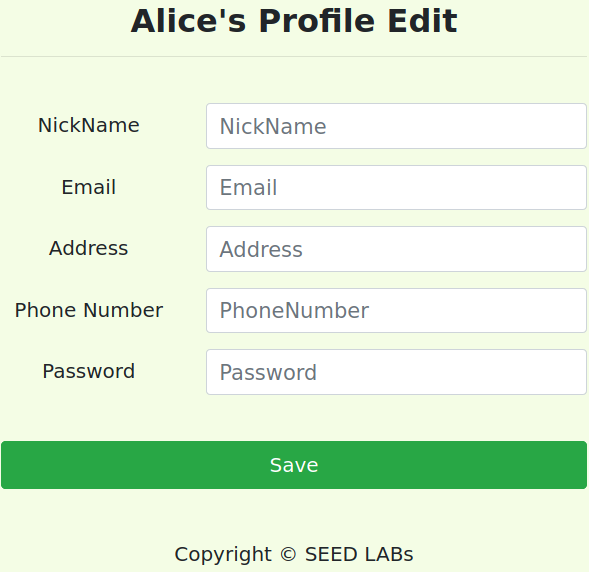 Alice's Profile Edit
NickName NickName
Email Email
Address Address
Phone Number PhoneNumber
Password Password
Save
Copyright © SEED LABs